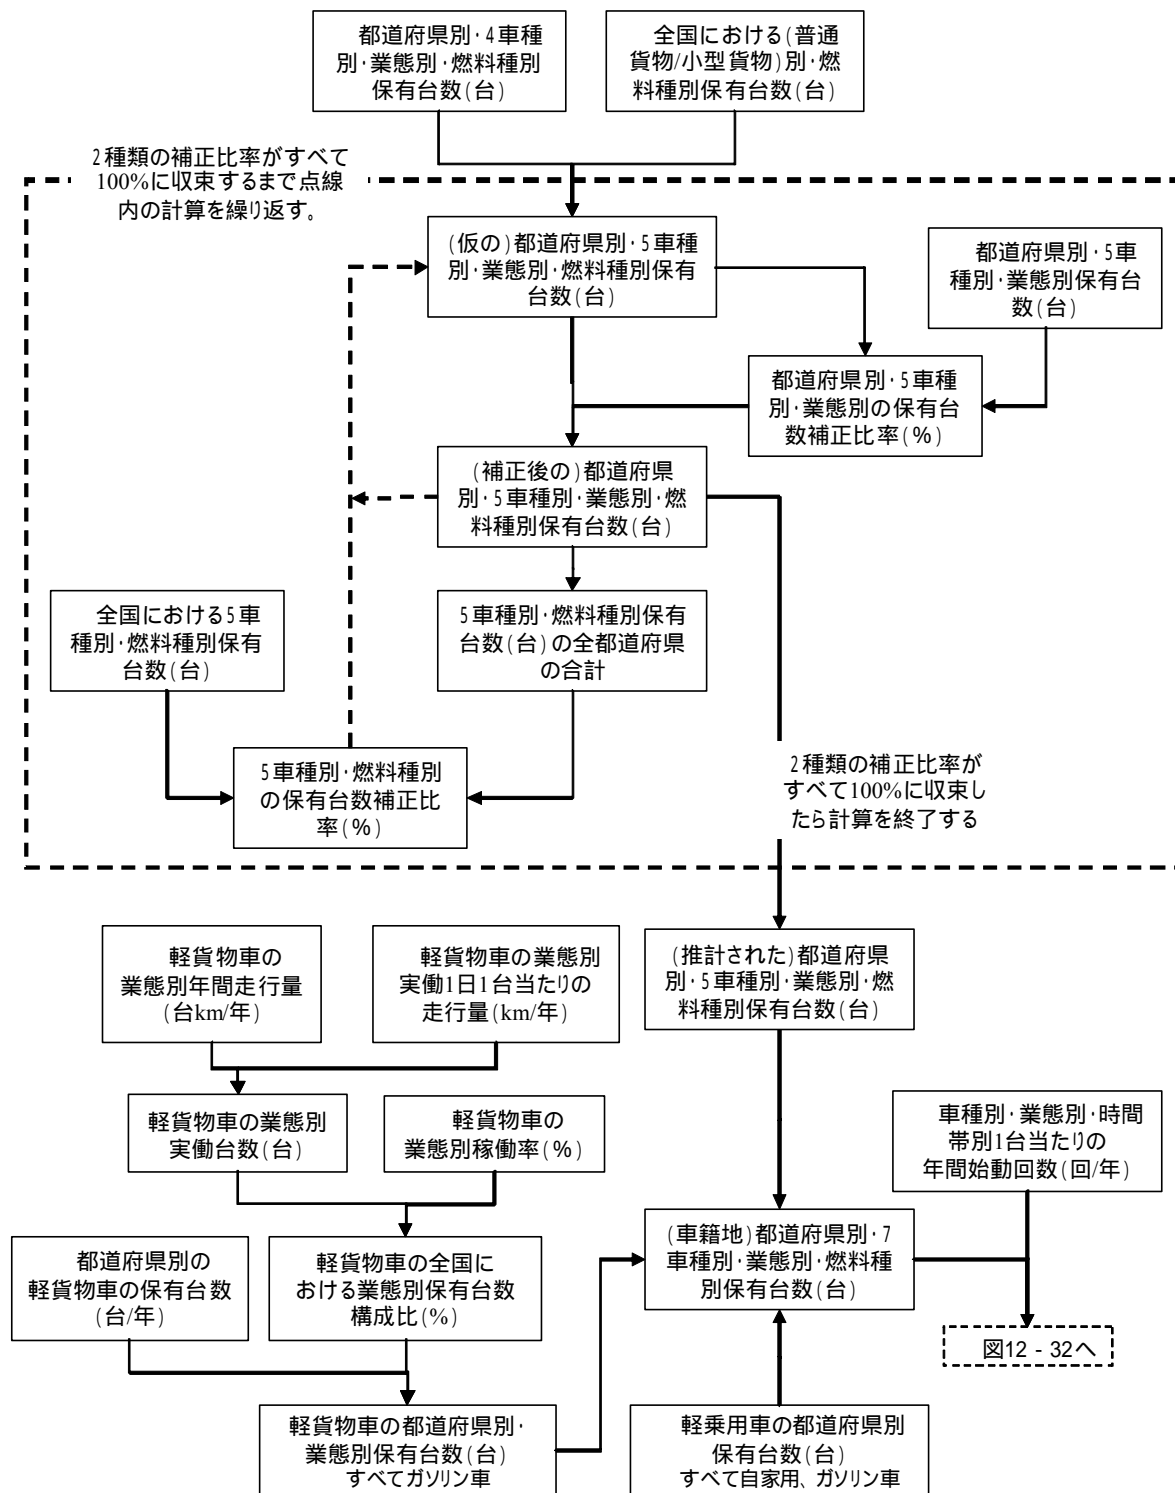 都道府県別・4車種
別・業態別・燃料種別
保有台数(台)
全国における(普通
貨物/小型貨物)別・燃
料種別保有台数(台)
2種類の補正比率がすべて
100%に収束するまで点線
内の計算を繰り返す。
(仮の)都道府県別・5車種
別・業態別・燃料種別保有
台数(台)
都道府県別・5車
種別・業態別保有台
数(台)
都道府県別・5車種
別・業態別の保有台
数補正比率(%)
(補正後の)都道府県
別・5車種別・業態別・燃
料種別保有台数(台)
全国における5車
種別・燃料種別保有
台数(台)
5車種別・燃料種別保有
台数(台)の全都道府県
の合計
5車種別・燃料種別
の保有台数補正比
率(%)
2種類の補正比率が
すべて100%に収束し
たら計算を終了する
軽貨物車の
業態別年間走行量
(台km/年)
軽貨物車の業態別
実働1日1台当たりの
走行量(km/年)
(推計された)都道府県
別・5車種別・業態別・燃
料種別保有台数(台)
軽貨物車の業態別
実働台数(台)
軽貨物車の
業態別稼働率(%)
車種別・業態別・時間
帯別1台当たりの
年間始動回数(回/年)
都道府県別の
軽貨物車の保有台数
(台/年)
軽貨物車の全国に
おける業態別保有台数
構成比(%)
(車籍地)都道府県別・7
車種別・業態別・燃料種
別保有台数(台)
図12-32へ
軽貨物車の都道府県別・
業態別保有台数(台)
すべてガソリン車
軽乗用車の都道府県別
保有台数(台)
すべて自家用、ガソリン車